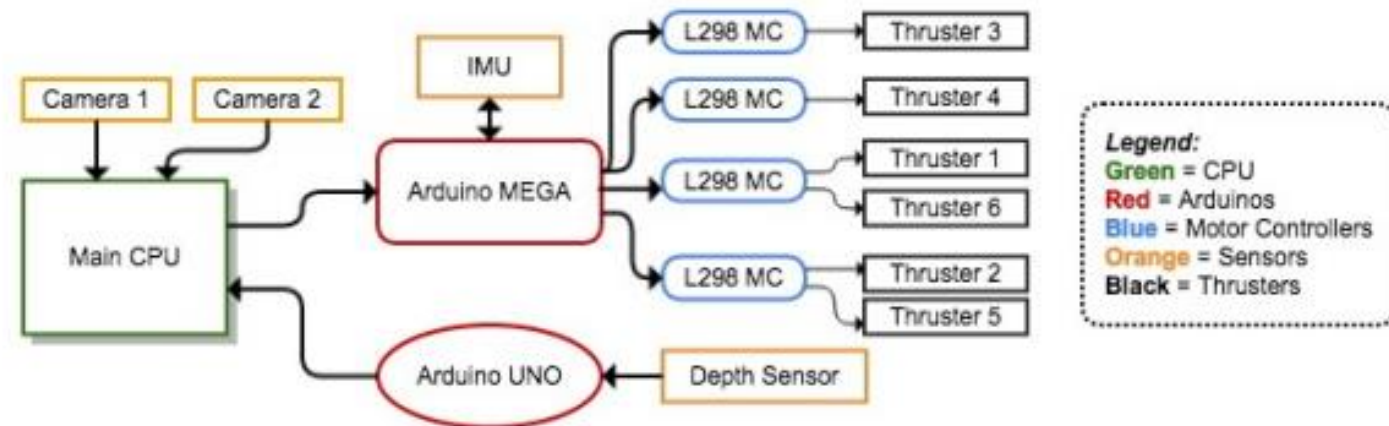 Camera 1
Camera 2
IMU
Main CPU
Arduino MEGA
Arduino UNO
Depth Sensor
L298 MC
Thruster 3
L298 MC
Thruster 4
L298 MC
Thruster 1
Thruster 6
L298 MC
Thruster 2
Thruster 5
Legend:
Green = CPU
Red = Arduinos
Blue = Motor Controllers
Orange = Sensors
Black = Thrusters